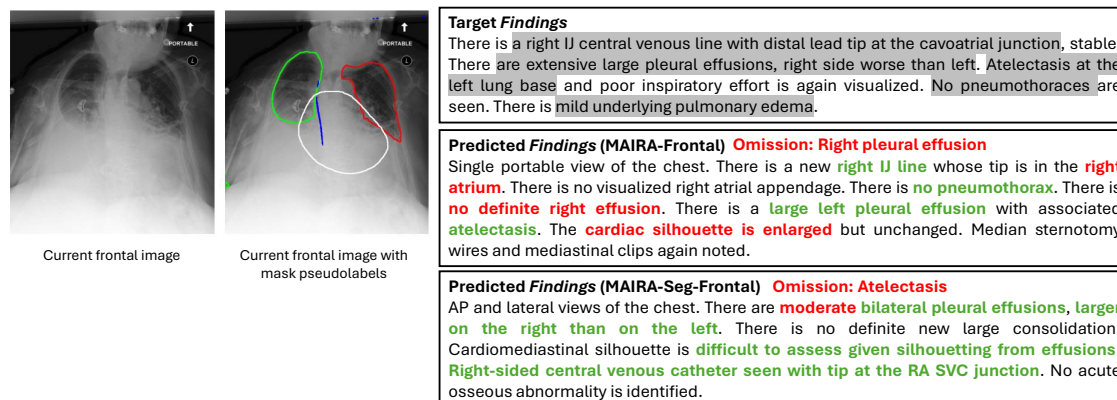 PORTABLE
L
PORTABLE
L
Current frontal image
Current frontal image with
mask pseudolabels
Target Findings
There is a right IJ central venous line with distal lead tip at the cavoatrial junction, stable
There are extensive large pleural effusions, right side worse than left. Atelectasis at the
left lung base and poor inspiratory effort is again visualized. No pneumothoraces are
seen. There is mild underlying pulmonary edema.
Predicted Findings (MAIRA-Frontal) Omission: Right pleural effusion
Single portable view of the chest. There is a new right IJ line whose tip is in the right
atrium. There is no visualized right atrial appendage. There is no pneumothorax. There is
no definite right effusion. There is a large left pleural effusion with associated
atelectasis. The cardiac silhouette is enlarged but unchanged. Median sternotomy
wires and mediastinal clips again noted.
Predicted Findings (MAIRA-Seg-Frontal) Omission: Atelectasis
AP and lateral views of the chest. There are moderate bilateral pleural effusions, larger
on the right than on the left. There is no definite new large consolidation
Cardiomediastinal silhouette is difficult to assess given silhouetting from effusions
Right-sided central venous catheter seen with tip at the RA SVC junction. No acute
osseous abnormality is identified.